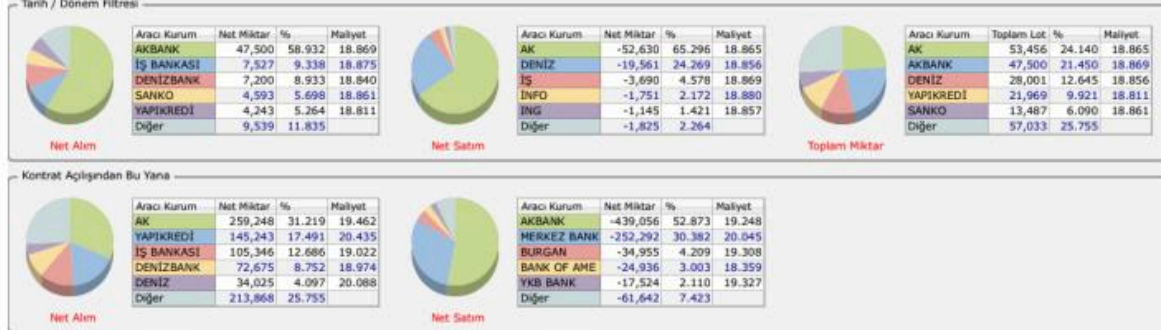 Tarih / Dönem Filtresi
Aracı Kurum Net Miktar % Maliyet
AKBANK 47,500 58.932 18.869
İŞ BANKASI 7,527 9.338 18.875
DENİZBANK 7,200 8.933 18.840
SANKO 4,593 5.698 18.861
YAPIKREDİ 4,243 5.264 18.811
Diğer 9,539 11.835
Net Alım
Aracı Kurum Net Miktar % Maliyet
AK -52,630 65.296 18.865
DENİZ -19,561 24.269 18.856
İŞ -3,690 4.578 18.869
İNFO -1,751 2.172 18.880
ING -1,145 1.421 18.857
Diğer -1,825 2.264
Net Satım
Aracı Kurum Toplam Lot % Maliyet
AK 53,456 24.140 18.865
AKBANK 47,500 21.450 18.869
DENİZ 28,001 12.645 18.856
YAPIKREDİ 21,969 9.921 18.811
SANKO 13,487 6.090 18.861
Diğer 57,033 25.755
Toplam Miktar
Kontrat Açılışından Bu Yana
Aracı Kurum Net Miktar % Maliyet
AK 259,248 31.219 19.462
YAPIKREDİ 145,243 17.491 20.435
İŞ BANKASI 105,346 12.686 19.022
DENİZBANK 72,675 8.752 18.974
DENİZ 34,025 4.097 20.088
Diğer 213,868 25.755
Net Alım
Aracı Kurum Net Miktar % Maliyet
AKBANK -439,056 52.873 19.248
MERKEZ BANK -252,292 30.382 20.045
BURGAN -34,955 4.209 19.308
BANK OF AME -24,936 3.003 18.359
YKB BANK -17,524 2.110 19.327
Diğer -61,642 7.423
Net Satım